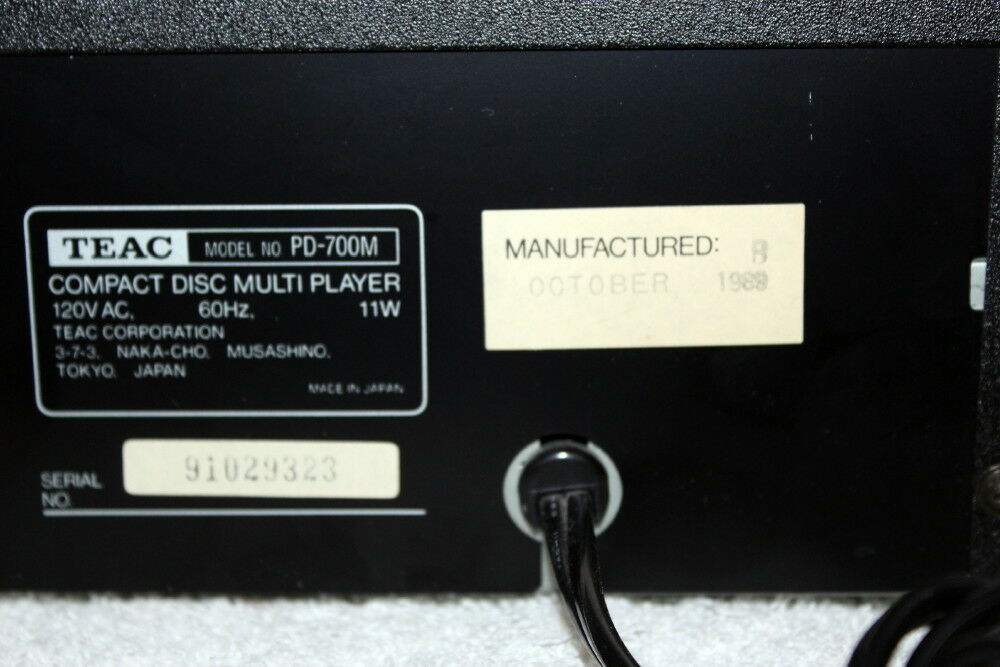 TEAC MODEL NO PD-700M
COMPACT DISC MULTI PLAYER
120V AC, 60Hz, 11W
TEAC CORPORATION
3-7-3, NAKA-CHO, MUSASHINO,
TOKYO, JAPAN
MADE IN JAPAN
SERIAL
NO.
91029323
MANUFACTURED:
OCTOBER